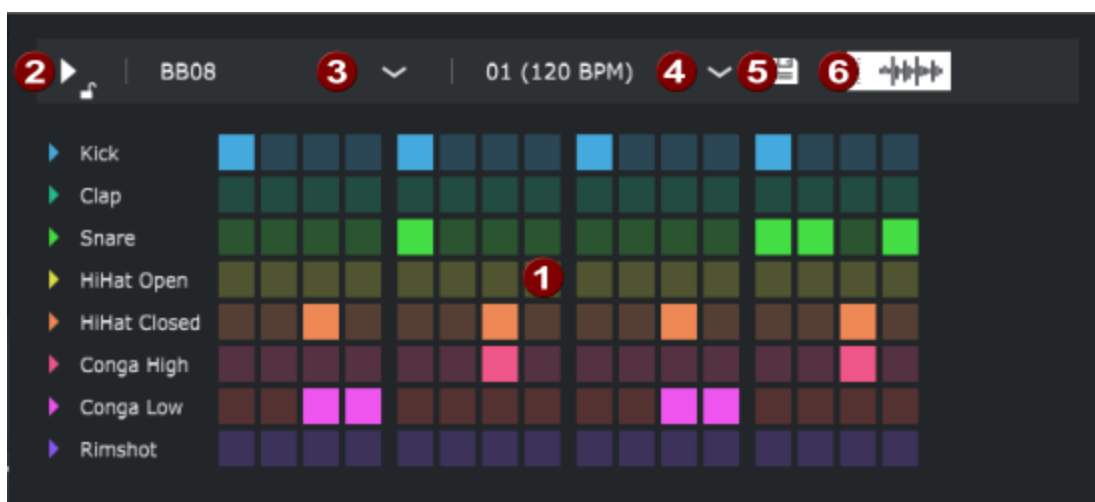 2 BB08 3 01 (120 BPM) 4 5 6
Kick
Clap
Snare
HiHat Open 1
HiHat Closed
Conga High
Conga Low
Rimshot